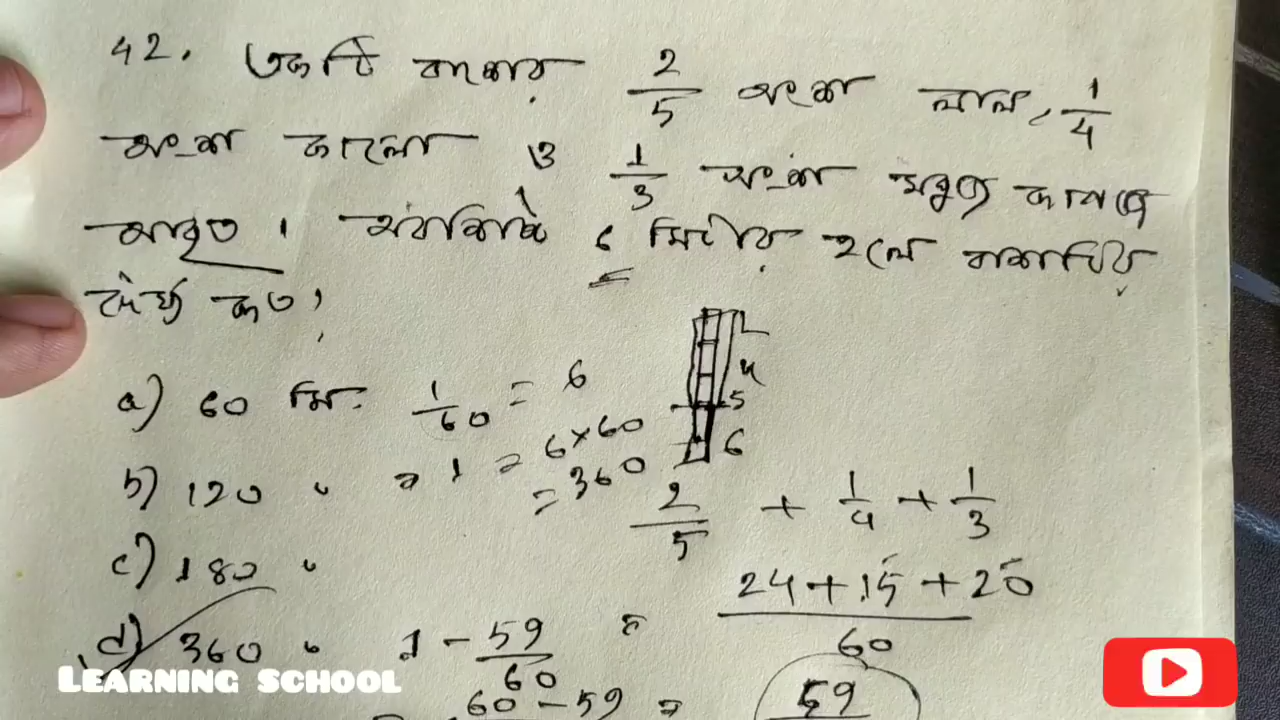 42. একটি বাঁশের 2/5 অংশ লাল, 1/4
অংশ কালো ও 1/3 অংশ সবুজ কাগজে
আবৃত। অবশিষ্ট 6 মিটার হলে বাঁশটির
দৈর্ঘ্য কত?
a) 60 মি. 1/60 = 6
b) 120 " = 1 = 6×60
= 360
c) 180 "
d) 360 "
5
6
2/5 + 1/4 + 1/3
= 24+15+20/60
1 - 59/60
= 60-59
= 59
Learning school